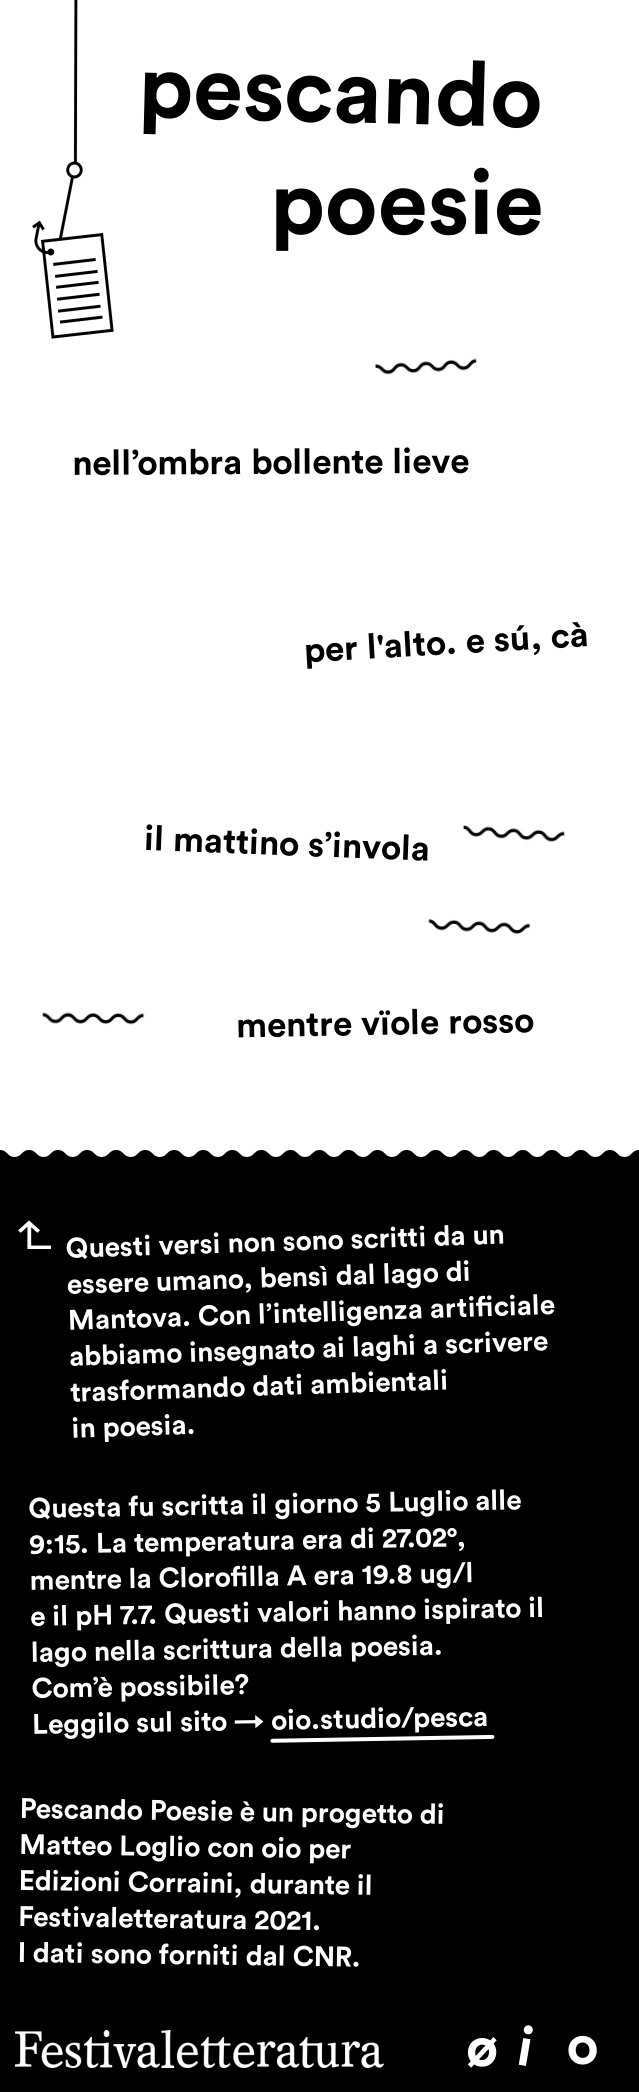 pescando
poesie
nell’ombra bollente lieve
per l'alto. e sú, cà
il mattino s’invola
mentre vïole rosso
Questi versi non sono scritti da un
essere umano, bensì dal lago di
Mantova. Con l’intelligenza artificiale
abbiamo insegnato ai laghi a scrivere
trasformando dati ambientali
in poesia.
Questa fu scritta il giorno 5 Luglio alle
9:15. La temperatura era di 27.02°,
mentre la Clorofilla A era 19.8 ug/l
e il pH 7.7. Questi valori hanno ispirato il
lago nella scrittura della poesia.
Com’è possibile?
Leggilo sul sito → oio.studio/pesca
Pescando Poesie è un progetto di
Matteo Loglio con oio per
Edizioni Corraini, durante il
Festivaletteratura 2021.
I dati sono forniti dal CNR.
Festivaletteratura øio